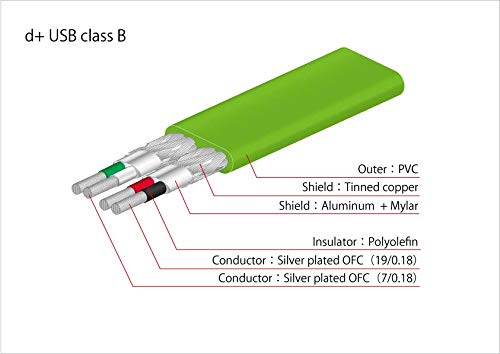 d+ USB class B
Outer：PVC
Shield：Tinned copper
Shield：Aluminum + Mylar
Insulator：Polyolefin
Conductor：Silver plated OFC（19/0.18）
Conductor：Silver plated OFC（7/0.18）